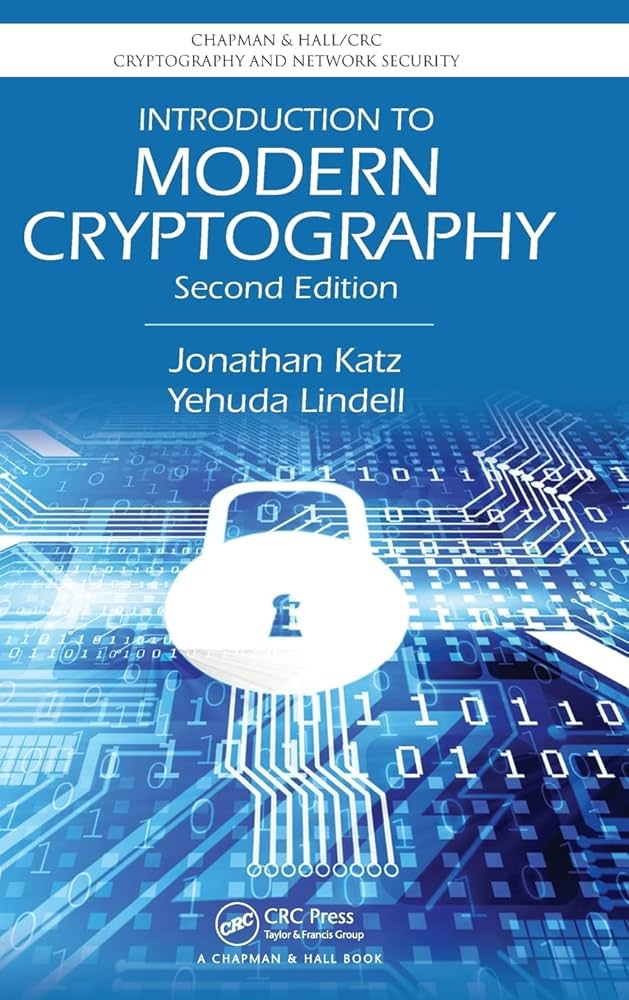 CHAPMAN & HALL/CRC
CRYPTOGRAPHY AND NETWORK SECURITY
INTRODUCTION TO
MODERN
CRYPTOGRAPHY
Second Edition
Jonathan Katz
Yehuda Lindell
CRC
CRC Press
Taylor & Francis Group
A CHAPMAN & HALL BOOK